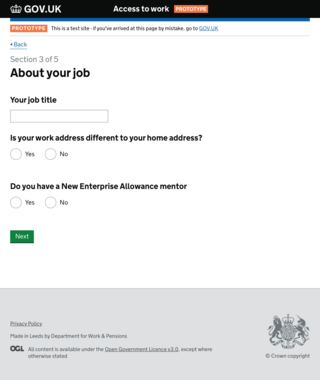 GOV.UK
Access to work PROTOTYPE
PROTOTYPE This is a test site - if you've arrived at this page by mistake, go to GOV.UK
Back
Section 3 of 5
About your job
Your job title
Is your work address different to your home address?
Yes No
Do you have a New Enterprise Allowance mentor
Yes No
Next
Privacy Policy
Made in Leeds by Department for Work & Pensions
OGL All content is available under the Open Government Licence v3.0, except where
otherwise stated
© Crown copyright